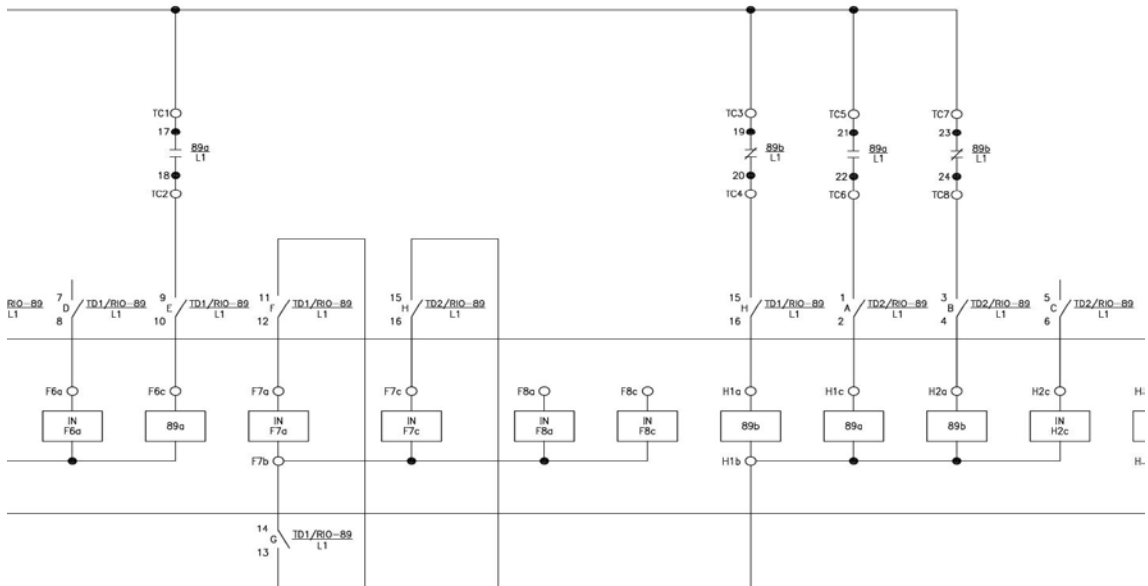 TC1
TC3
TC5
TC7
17
19
21
23
89a
L1
89b
L1
89a
L1
89b
L1
18
20
22
24
TC2
TC4
TC6
TC8
RIO-89
L1
7
D
8
TD1/RIO-89
L1
9
E
10
TD1/RIO-89
L1
11
F
12
TD1/RIO-89
L1
15
H
16
TD2/RIO-89
L1
15
H
16
TD1/RIO-89
L1
1
A
2
TD2/RIO-89
L1
3
B
4
TD2/RIO-89
L1
5
C
6
TD2/RIO-89
L1
F6a
F6c
F7a
F7c
F8a
F8c
H1a
H1c
H2a
H2c
IN
F6a
89a
IN
F7a
IN
F7c
IN
F8a
IN
F8c
89b
89a
89b
IN
H2c
F7b
H1b
14
G
13
TD1/RIO-89
L1